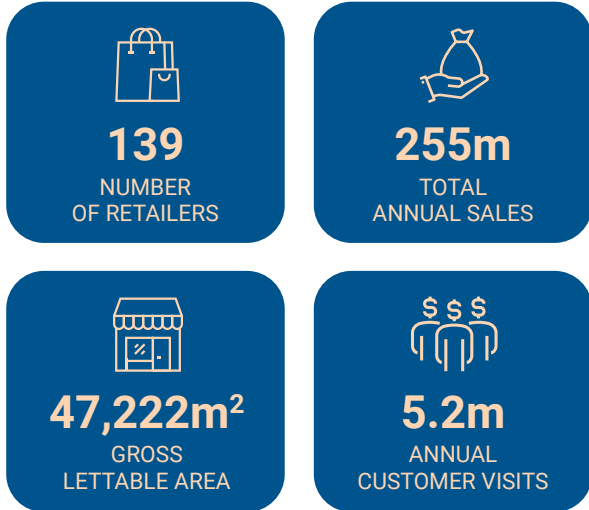 139
NUMBER
OF RETAILERS
255m
TOTAL
ANNUAL SALES
47,222m²
GROSS
LETTABLE AREA
$ $ $
5.2m
ANNUAL
CUSTOMER VISITS